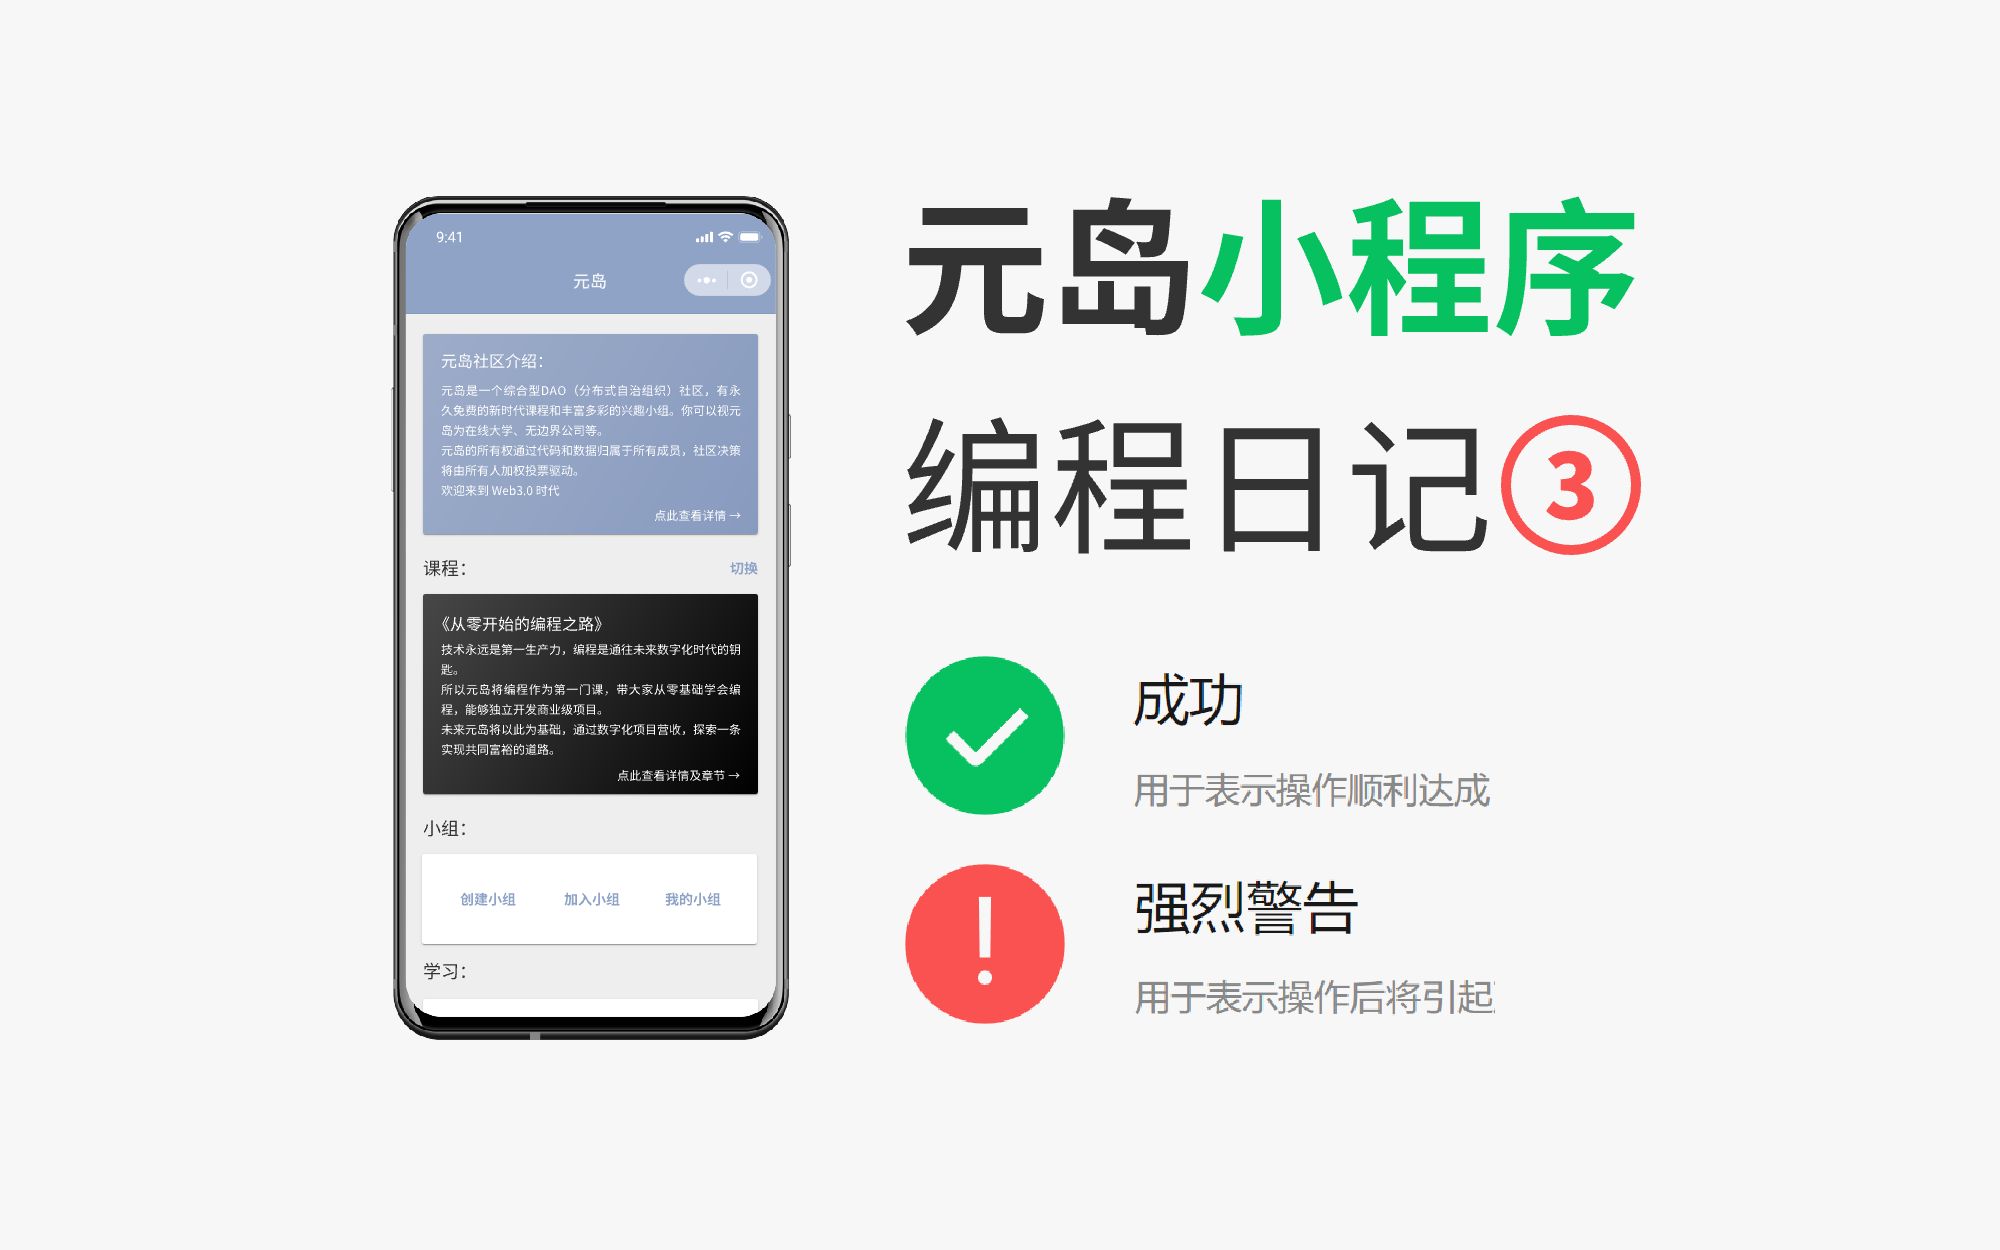 9:41
元岛
元岛社区介绍：
元岛是一个综合型DAO（分布式自治组织）社区，有永
久免费的新时代课程和丰富多彩的兴趣小组。你可以视元
岛为在线大学、无边界公司等。
元岛的所有权通过代码和数据归属于所有成员，社区决策
将由所有人加权投票驱动。
欢迎来到 Web3.0 时代
点此查看详情 →
课程：
切换
《从零开始的编程之路》
技术永远是第一生产力，编程是通往未来数字化时代的钥
匙。
所以元岛将编程作为第一门课，带大家从零基础学会编
程，能够独立开发商业级项目。
未来元岛将以此为基础，通过数字化项目营收，探索一条
实现共同富裕的道路。
点此查看详情及章节 →
小组：
创建小组
加入小组
我的小组
学习：
元岛小程序
编程日记③
成功
用于表示操作顺利达成
强烈警告
用于表示操作后将引起